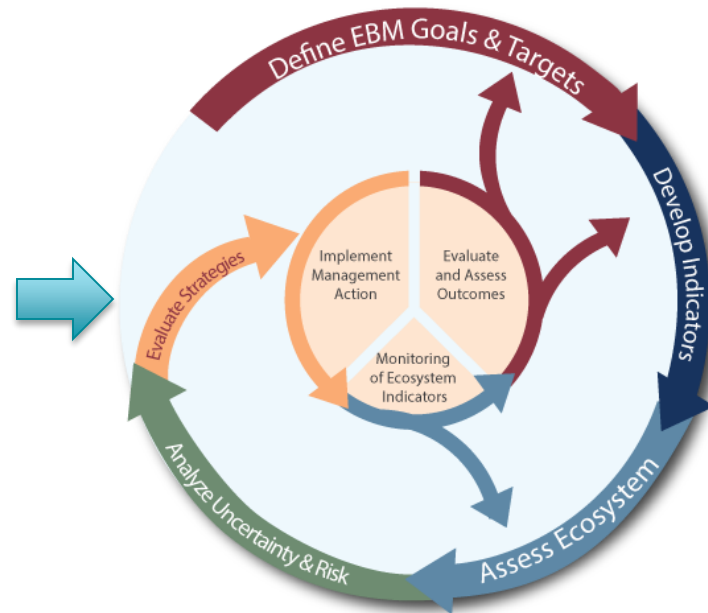 Define EBM Goals & Targets
Develop Indicators
Assess Ecosystem
Analyze Uncertainty & Risk
Evaluate Strategies
Implement
Management
Action
Evaluate
and Assess
Outcomes
Monitoring
of Ecosystem
Indicators